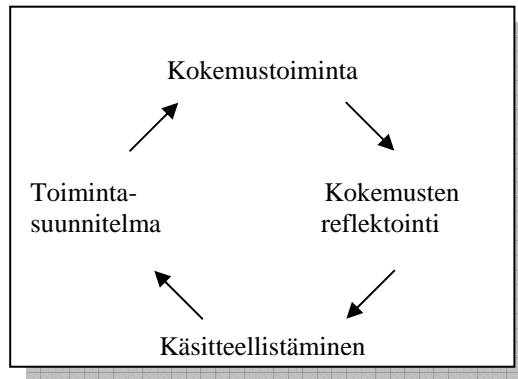 Kokemustoiminta
Toiminta-
suunnitelma
Kokemusten
reflektointi
Käsitteellistäminen